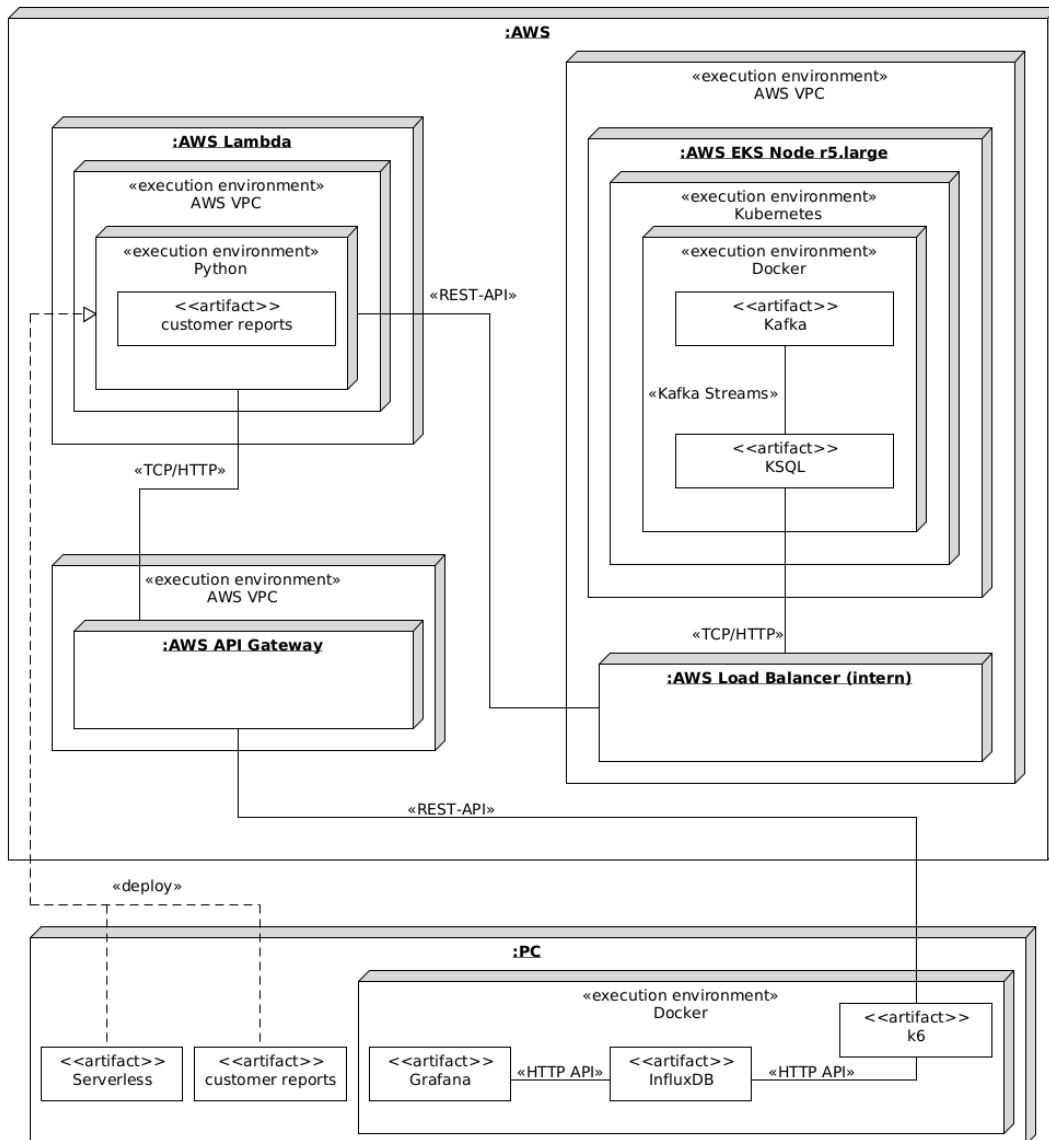 :AWS
«execution environment»
AWS VPC
:AWS Lambda
«execution environment»
AWS VPC
«execution environment»
Python
<<artifact>>
customer reports
«REST-API»
:AWS EKS Node r5.large
«execution environment»
Kubernetes
«execution environment»
Docker
<<artifact>>
Kafka
«Kafka Streams»
<<artifact>>
KSQL
«TCP/HTTP»
«execution environment»
AWS VPC
:AWS API Gateway
«TCP/HTTP»
:AWS Load Balancer (intern)
«REST-API»
«deploy»
:PC
«execution environment»
Docker
<<artifact>>
k6
<<artifact>>
Serverless
<<artifact>>
customer reports
<<artifact>>
Grafana
«HTTP API»
<<artifact>>
InfluxDB
«HTTP API»